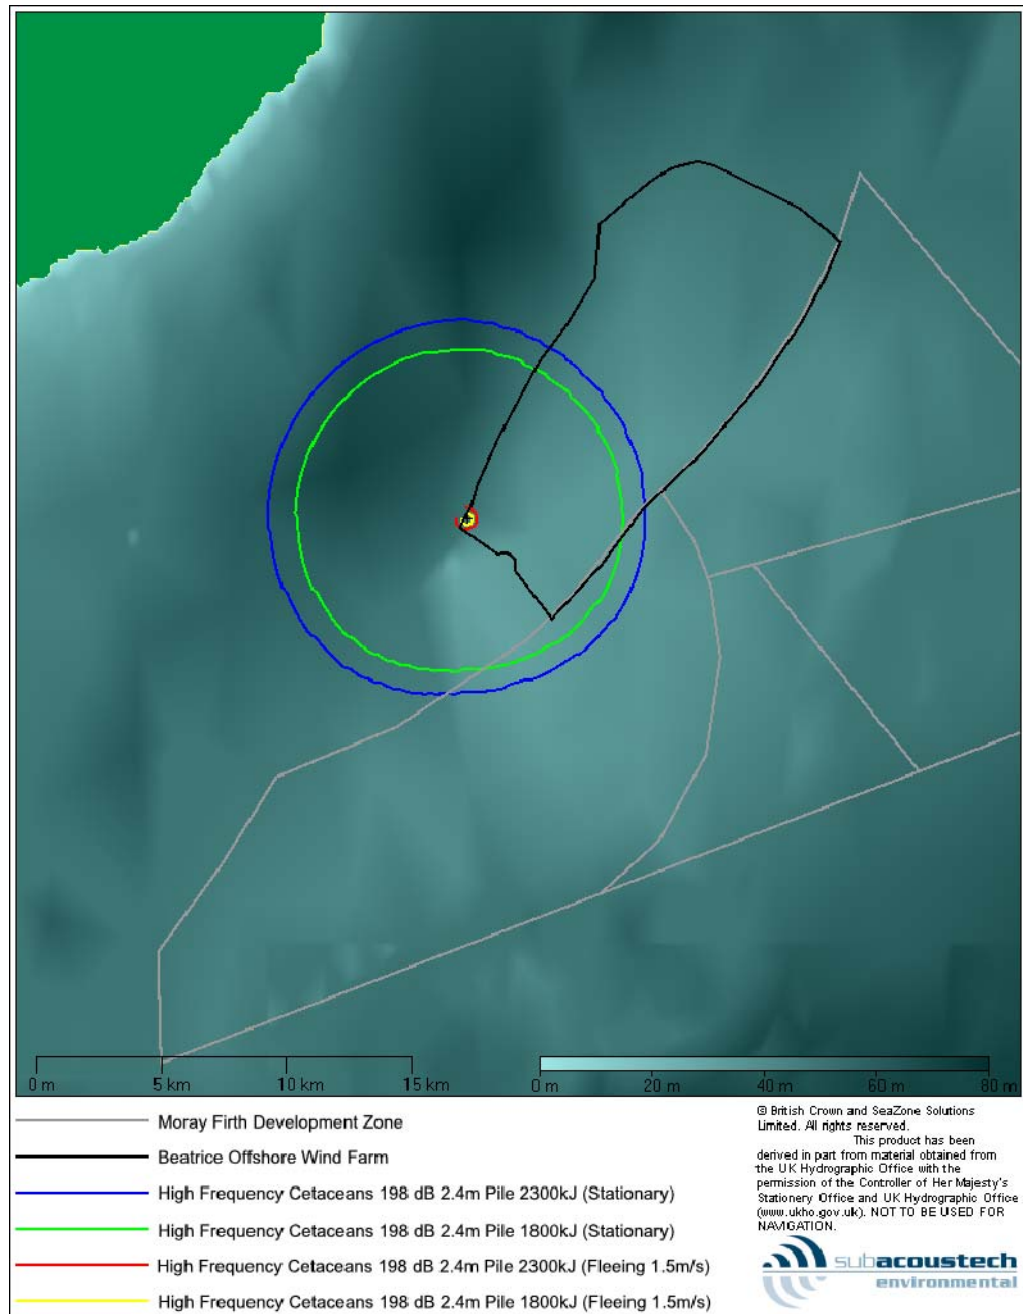 0 m 5 km 10 km 15 km
0 m 20 m 40 m 60 m 80 m
Moray Firth Development Zone
Beatrice Offshore Wind Farm
High Frequency Cetaceans 198 dB 2.4m Pile 2300kJ (Stationary)
High Frequency Cetaceans 198 dB 2.4m Pile 1800kJ (Stationary)
High Frequency Cetaceans 198 dB 2.4m Pile 2300kJ (Fleeing 1.5m/s)
High Frequency Cetaceans 198 dB 2.4m Pile 1800kJ (Fleeing 1.5m/s)
© British Crown and SeaZone Solutions
Limited. All rights reserved.
This product has been
derived in part from material obtained from
the UK Hydrographic Office with the
permission of the Controller of Her Majesty's
Stationery Office and UK Hydrographic Office
(www.ukho.gov.uk). NOT TO BE USED FOR
NAVIGATION.
subacoustech
environmental